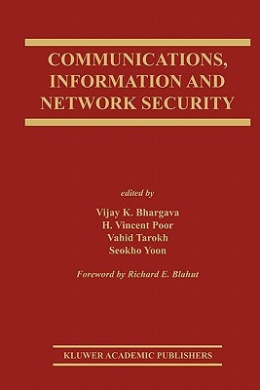 COMMUNICATIONS,
INFORMATION AND
NETWORK SECURITY
edited by
Vijay K. Bhargava
H. Vincent Poor
Vahid Tarokh
Seokho Yoon
Foreword by Richard E. Blahut
KLUWER ACADEMIC PUBLISHERS